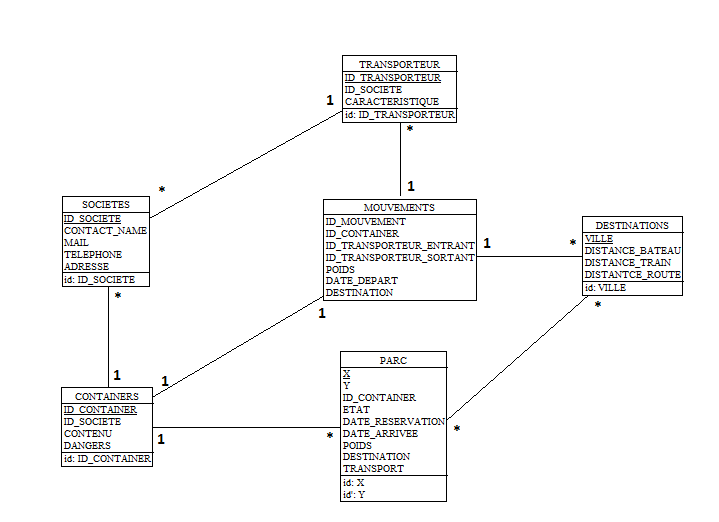 TRANSPORTEUR
ID_TRANSPORTEUR
ID_SOCIETE
CARACTERISTIQUE
id: ID_TRANSPORTEUR
1
*
*
1
SOCIETES
ID_SOCIETE
CONTACT_NAME
MAIL
TELEPHONE
ADRESSE
id: ID_SOCIETE
*
MOUVEMENTS
ID_MOUVEMENT
ID_CONTAINER
ID_TRANSPORTEUR_ENTRANT
ID_TRANSPORTEUR_SORTANT
POIDS
DATE_DEPART
DESTINATION
1
1
*
DESTINATIONS
VILLE
DISTANCE_BATEAU
DISTANCE_TRAIN
DISTANTCE_ROUTE
id: VILLE
*
1
1
CONTAINERS
ID_CONTAINER
ID_SOCIETE
CONTENU
DANGERS
id: ID_CONTAINER
1
*
PARC
X
Y
ID_CONTAINER
ETAT
DATE_RESERVATION
DATE_ARRIVEE
POIDS
DESTINATION
TRANSPORT
id: X
id': Y
*